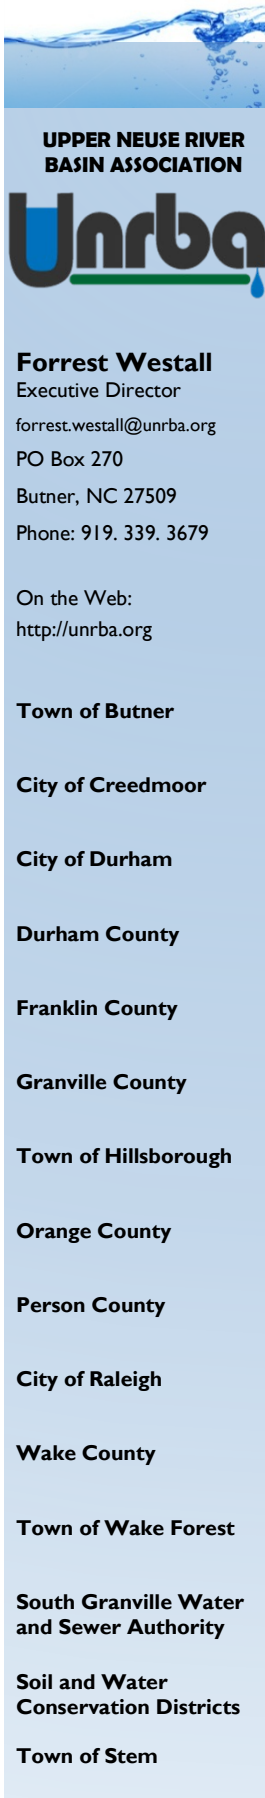 UPPER NEUSE RIVER
BASIN ASSOCIATION
Unrba
Forrest Westall
Executive Director
forrest.westall@unrba.org
PO Box 270
Butner, NC 27509
Phone: 919. 339. 3679
On the Web:
http://unrba.org
Town of Butner
City of Creedmoor
City of Durham
Durham County
Franklin County
Granville County
Town of Hillsborough
Orange County
Person County
City of Raleigh
Wake County
Town of Wake Forest
South Granville Water
and Sewer Authority
Soil and Water
Conservation Districts
Town of Stem